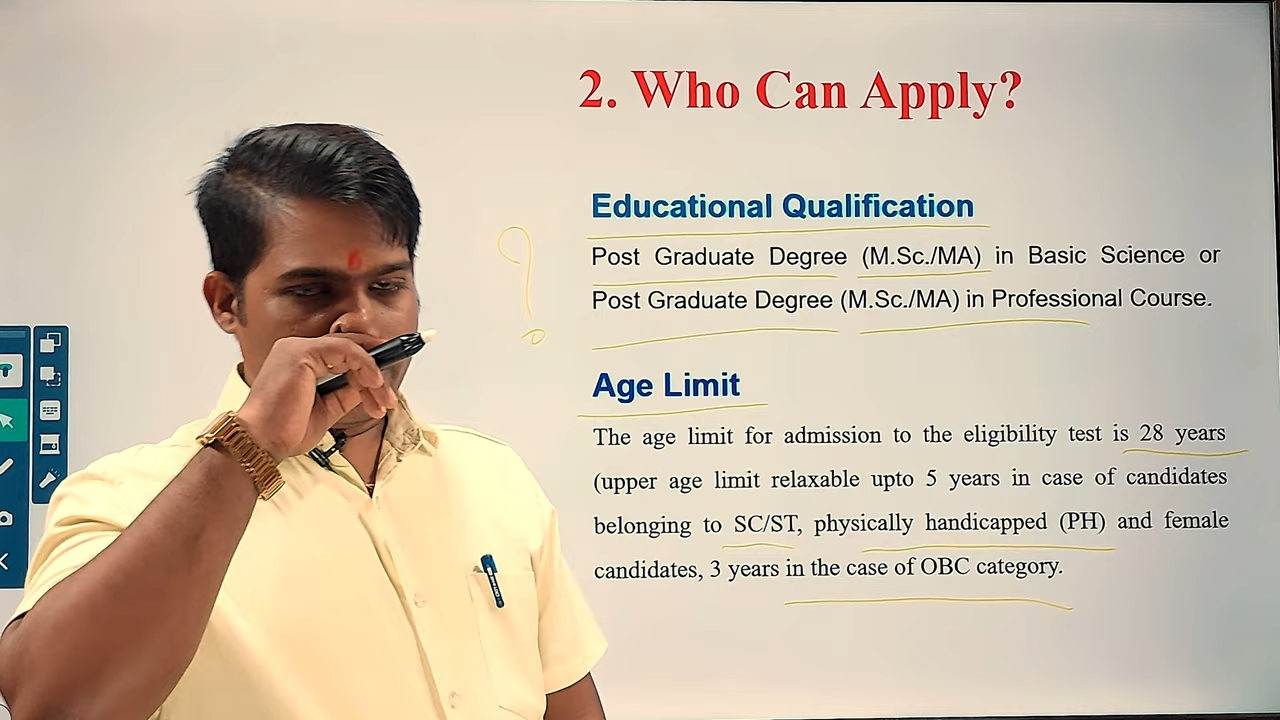 2. Who Can Apply?
Educational Qualification
Post Graduate Degree (M.Sc./MA) in Basic Science or
Post Graduate Degree (M.Sc./MA) in Professional Course.
Age Limit
The age limit for admission to the eligibility test is 28 years
(upper age limit relaxable upto 5 years in case of candidates
belonging to SC/ST, physically handicapped (PH) and female
candidates, 3 years in the case of OBC category.